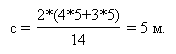 c = 2*(4*5+3*5) / 14 = 5 м.